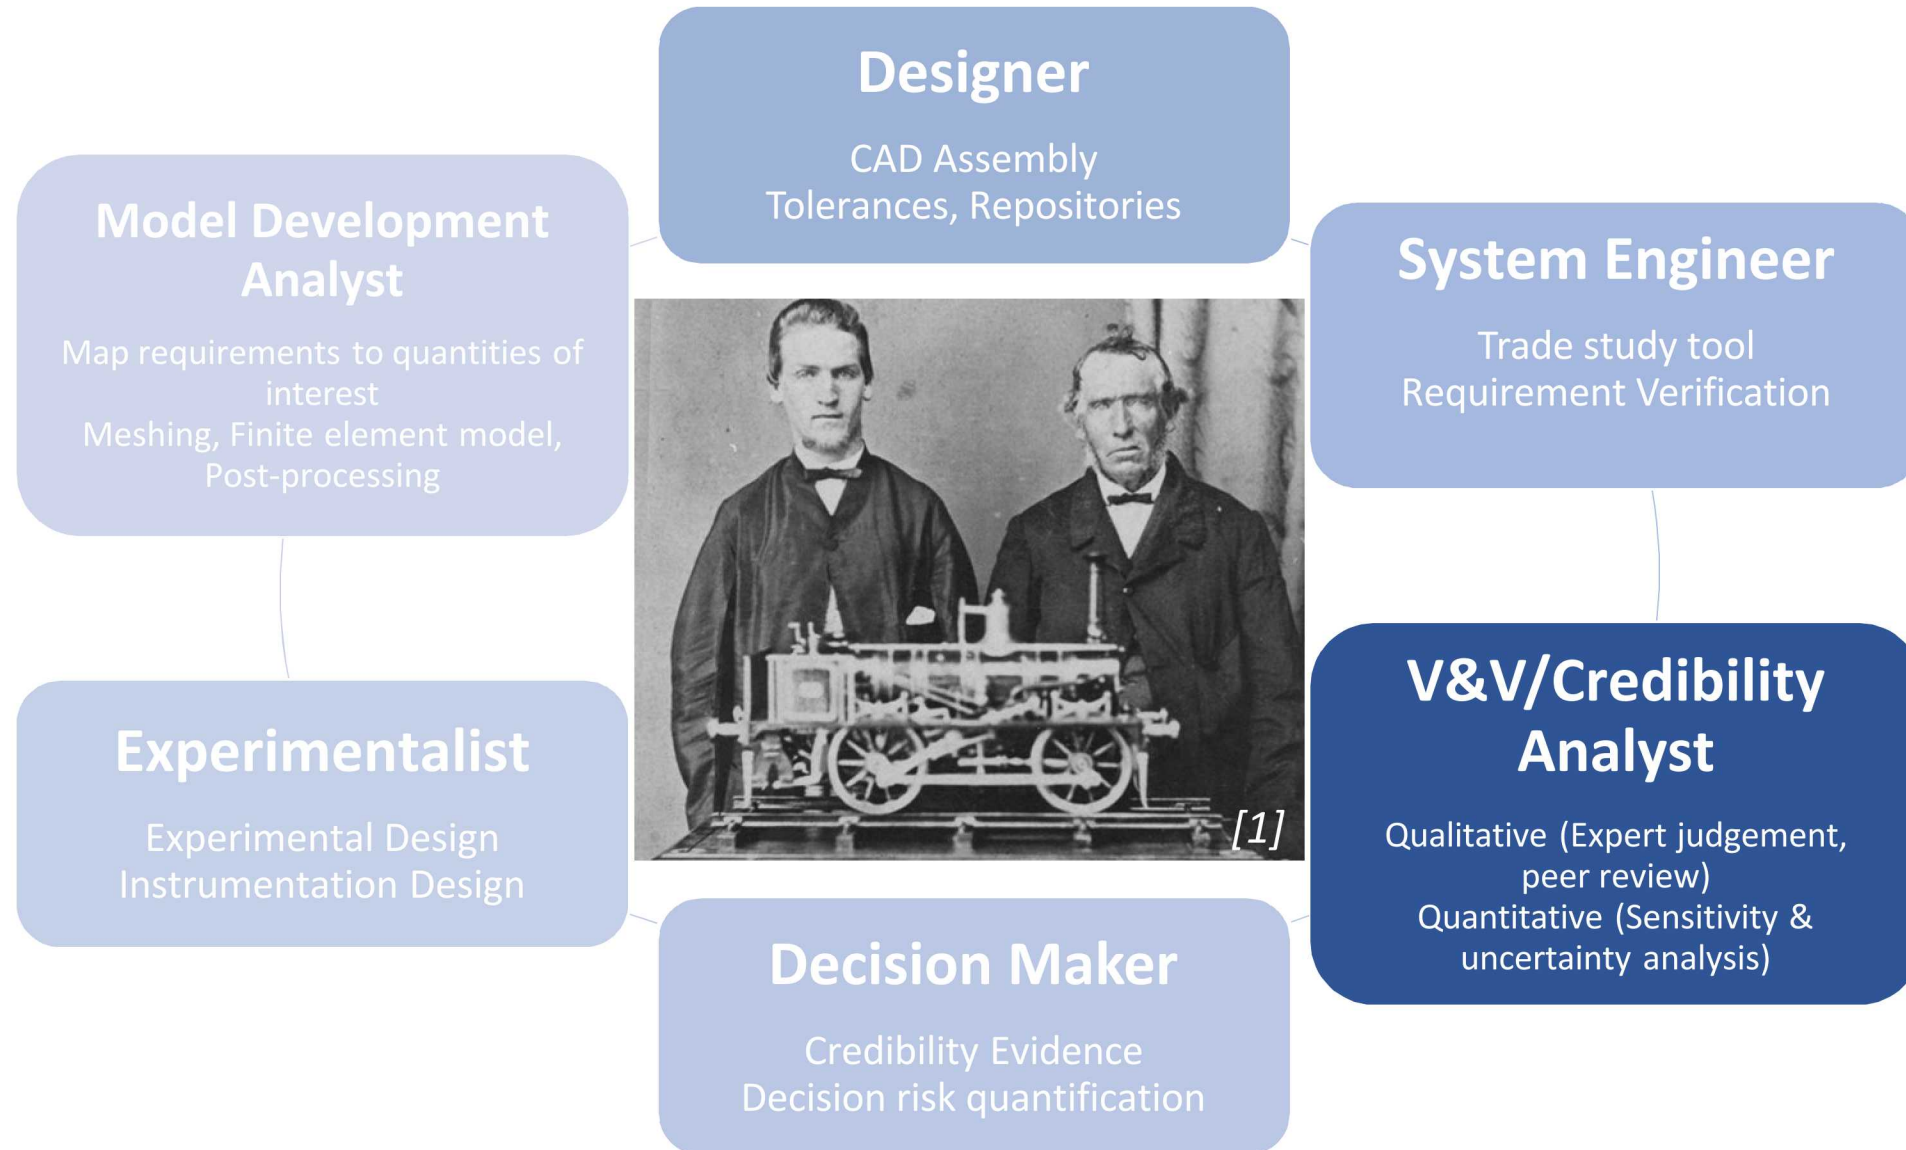 Designer
CAD Assembly
Tolerances, Repositories
System Engineer
Trade study tool
Requirement Verification
V&V/Credibility
Analyst
Qualitative (Expert judgement,
peer review)
Quantitative (Sensitivity &
uncertainty analysis)
Decision Maker
Credibility Evidence
Decision risk quantification
Experimentalist
Experimental Design
Instrumentation Design
Model Development
Analyst
Map requirements to quantities of
interest
Meshing, Finite element model,
Post-processing
[1]